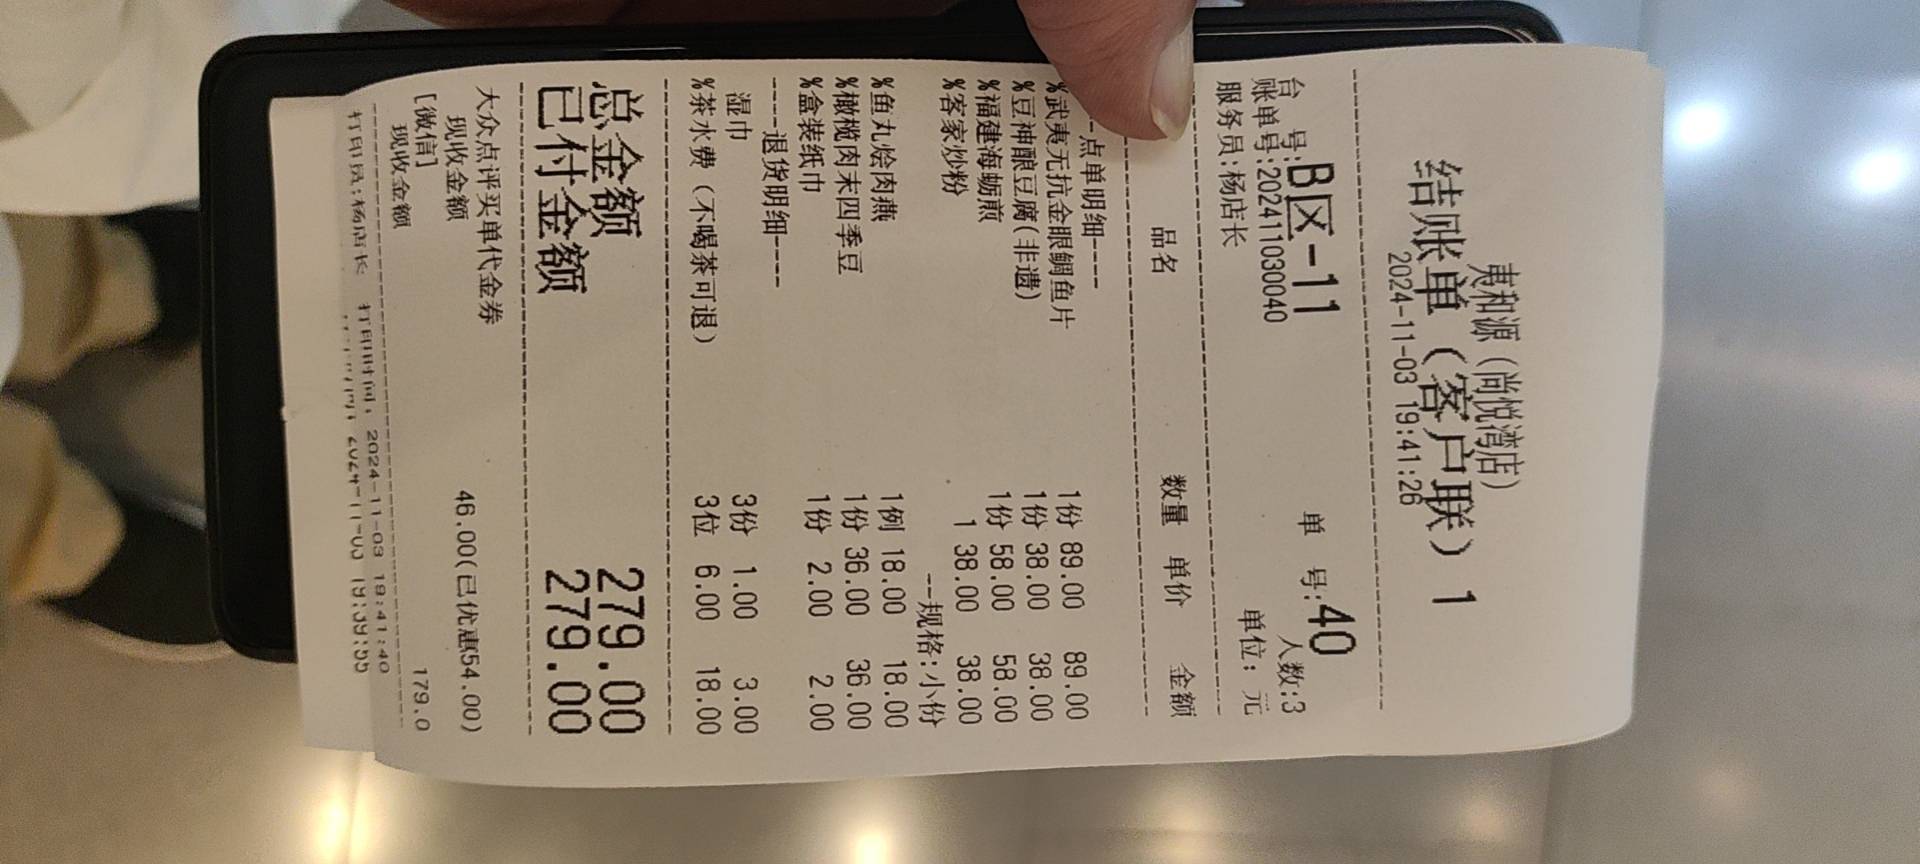 夷和源（尚悦湾店）
结账单（客户联）1
2024-11-03 19:41:26
台 号:B区-11 单 号:40
账单号:202411030040 人数:3
服务员:杨店长 单位: 元
品名 数量 单价 金额
--点单明细----
%武夷无抗金眼鲷鱼片 1份 89.00 89.00
%豆神酿豆腐(非遗) 1份 38.00 38.00
%福建海蛎煎 1份 58.00 58.00
%客家炒粉 1 38.00 38.00
--规格:小份
%鱼丸烩肉燕 1例 18.00 18.00
%橄榄肉末四季豆 1份 36.00 36.00
%盒装纸巾 1份 2.00 2.00
----退货明细----
湿巾 3份 1.00 3.00
%茶水费（不喝茶可退） 3位 6.00 18.00
总金额 279.00
已付金额 279.00
大众点评买单代金券
现收金额 46.00(已优惠54.00)
[微信]
现收金额 179.0
打印员:杨店长 打印时间: 2024-11-03 19:41:40
2024-11-03 19:39:55